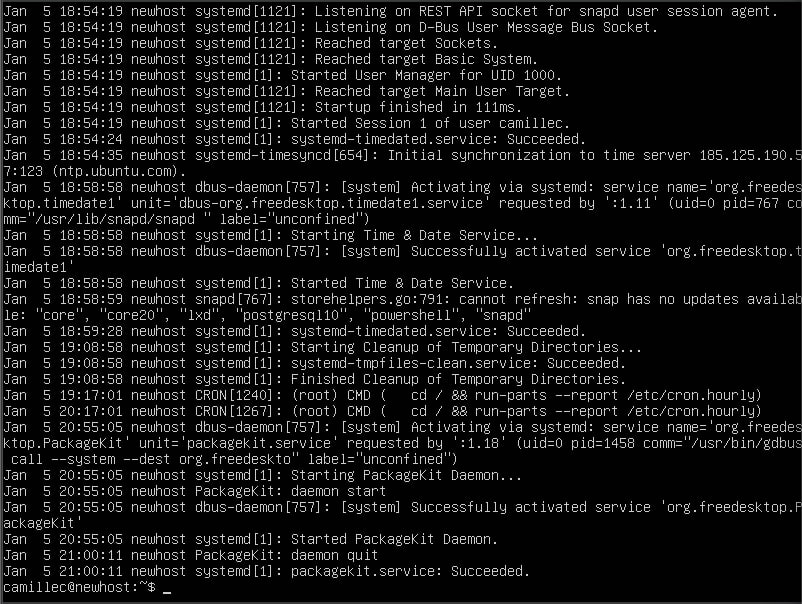 Jan  5 18:54:19 newhost systemd[1121]: Listening on REST API socket for snapd user session agent.
Jan  5 18:54:19 newhost systemd[1121]: Listening on D-Bus User Message Bus Socket.
Jan  5 18:54:19 newhost systemd[1121]: Reached target Sockets.
Jan  5 18:54:19 newhost systemd[1121]: Reached target Basic System.
Jan  5 18:54:19 newhost systemd[1]: Started User Manager for UID 1000.
Jan  5 18:54:19 newhost systemd[1121]: Reached target Main User Target.
Jan  5 18:54:19 newhost systemd[1121]: Startup finished in 111ms.
Jan  5 18:54:19 newhost systemd[1]: Started Session 1 of user camillec.
Jan  5 18:54:24 newhost systemd[1]: systemd-timedated.service: Succeeded.
Jan  5 18:54:35 newhost systemd-timesyncd[654]: Initial synchronization to time server 185.125.190.5
7:123 (ntp.ubuntu.com).
Jan  5 18:58:58 newhost dbus-daemon[757]: [system] Activating via systemd: service name='org.freedes
ktop.timedate1' unit='dbus-org.freedesktop.timedate1.service' requested by ':1.11' (uid=0 pid=767 co
mm="/usr/lib/snapd/snapd " label="unconfined")
Jan  5 18:58:58 newhost systemd[1]: Starting Time & Date Service...
Jan  5 18:58:58 newhost dbus-daemon[757]: [system] Successfully activated service 'org.freedesktop.t
imedate1'
Jan  5 18:58:58 newhost systemd[1]: Started Time & Date Service.
Jan  5 18:58:59 newhost snapd[767]: storehelpers.go:791: cannot refresh: snap has no updates availab
le: "core", "core20", "lxd", "postgresql10", "powershell", "snapd"
Jan  5 18:59:28 newhost systemd[1]: systemd-timedated.service: Succeeded.
Jan  5 19:08:58 newhost systemd[1]: Starting Cleanup of Temporary Directories...
Jan  5 19:08:58 newhost systemd[1]: systemd-tmpfiles-clean.service: Succeeded.
Jan  5 19:08:58 newhost systemd[1]: Finished Cleanup of Temporary Directories.
Jan  5 19:17:01 newhost CRON[1240]: (root) CMD (   cd / && run-parts --report /etc/cron.hourly)
Jan  5 20:17:01 newhost CRON[1267]: (root) CMD (   cd / && run-parts --report /etc/cron.hourly)
Jan  5 20:55:05 newhost dbus-daemon[757]: [system] Activating via systemd: service name='org.freedes
ktop.PackageKit' unit='packagekit.service' requested by ':1.18' (uid=0 pid=1458 comm="/usr/bin/gdbus
 call --system --dest org.freedeskto" label="unconfined")
Jan  5 20:55:05 newhost systemd[1]: Starting PackageKit Daemon...
Jan  5 20:55:05 newhost PackageKit: daemon start
Jan  5 20:55:05 newhost dbus-daemon[757]: [system] Successfully activated service 'org.freedesktop.P
ackageKit'
Jan  5 20:55:05 newhost systemd[1]: Started PackageKit Daemon.
Jan  5 21:00:11 newhost PackageKit: daemon quit
Jan  5 21:00:11 newhost systemd[1]: packagekit.service: Succeeded.
camillec@newhost:~$ _